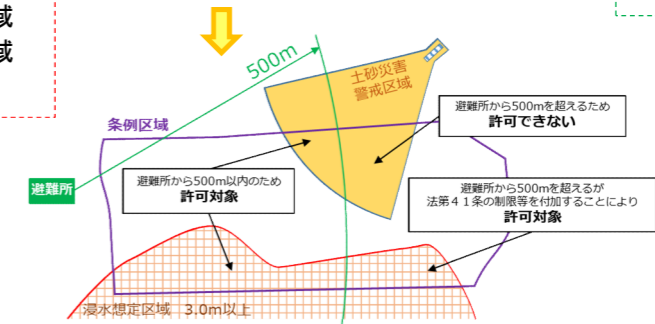 域
域
500m
土砂災害
警戒区域
条例区域
避難所から500mを超えるため
許可できない
避難所
避難所から500m以内のため
許可対象
避難所から500mを超えるが
法第４１条の制限等を付加することにより
許可対象
浸水想定区域　3.0m以上